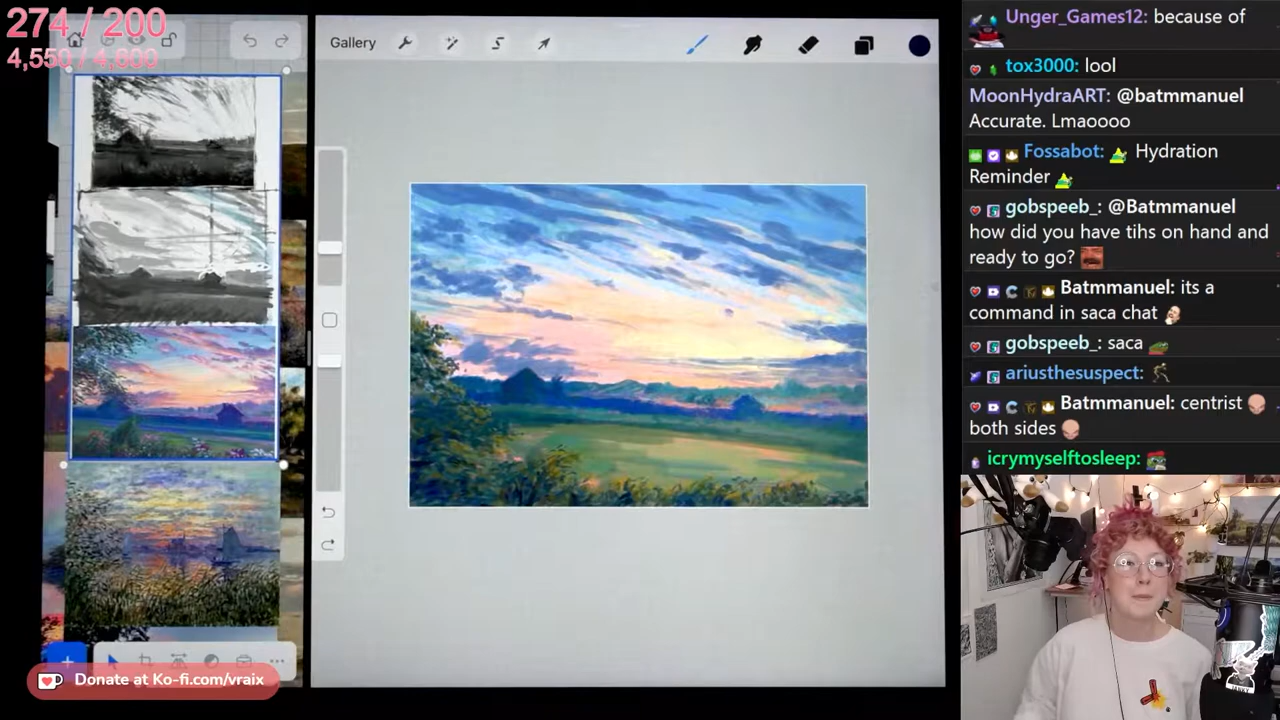 274 / 200
4,550 / 4,800
Gallery
Donate at Ko-fi.com/vraix
Unger_Games12: because of
tox3000: lool
MoonHydraART: @batmmanuel
Accurate. Lmaoooo
Fossabot: Hydration
Reminder
gobspeeb_: @Batmmanuel
how did you have tihs on hand and
ready to go?
Batmmanuel: its a
command in saca chat
gobspeeb_: saca
ariusthesuspect:
Batmmanuel: centrist
both sides
icrymyselftosleep: